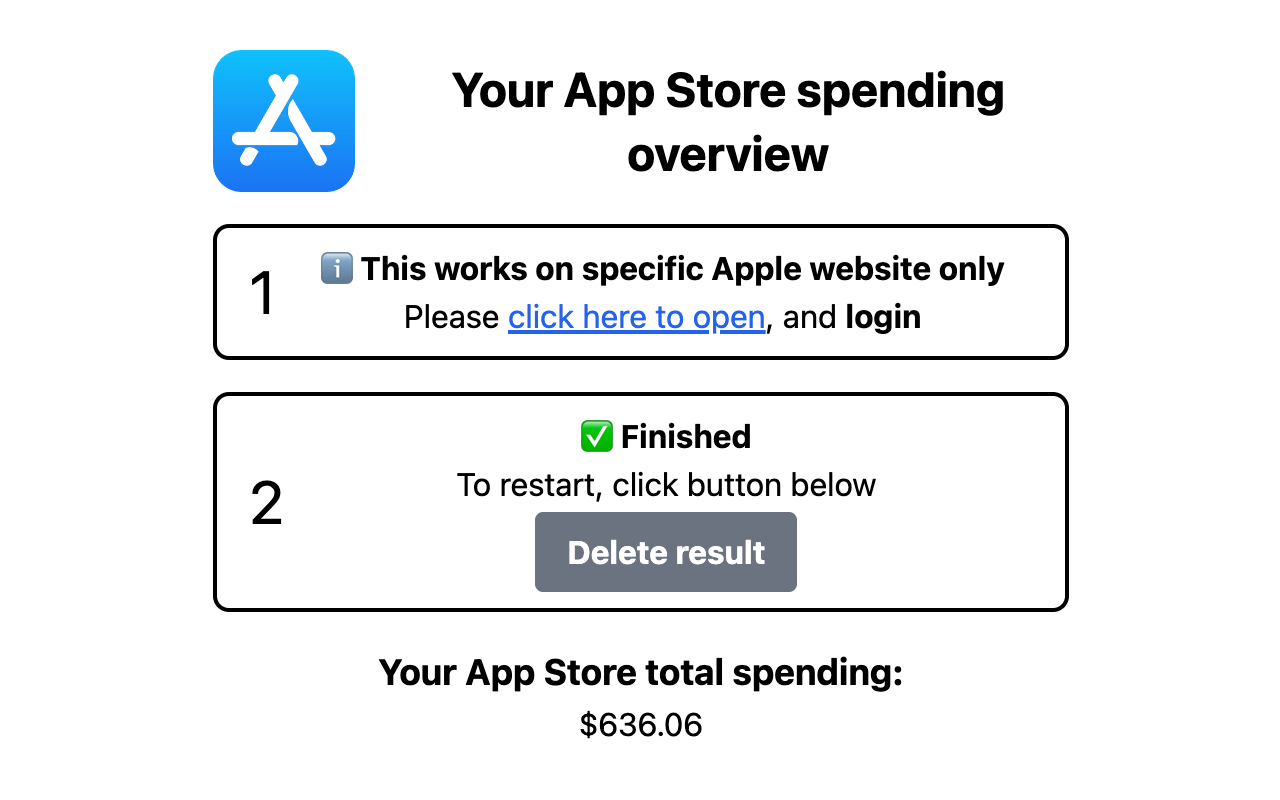 Your App Store spending
overview
1
ℹ️ This works on specific Apple website only
Please click here to open, and login
2
✅ Finished
To restart, click button below
Delete result
Your App Store total spending:
$636.06